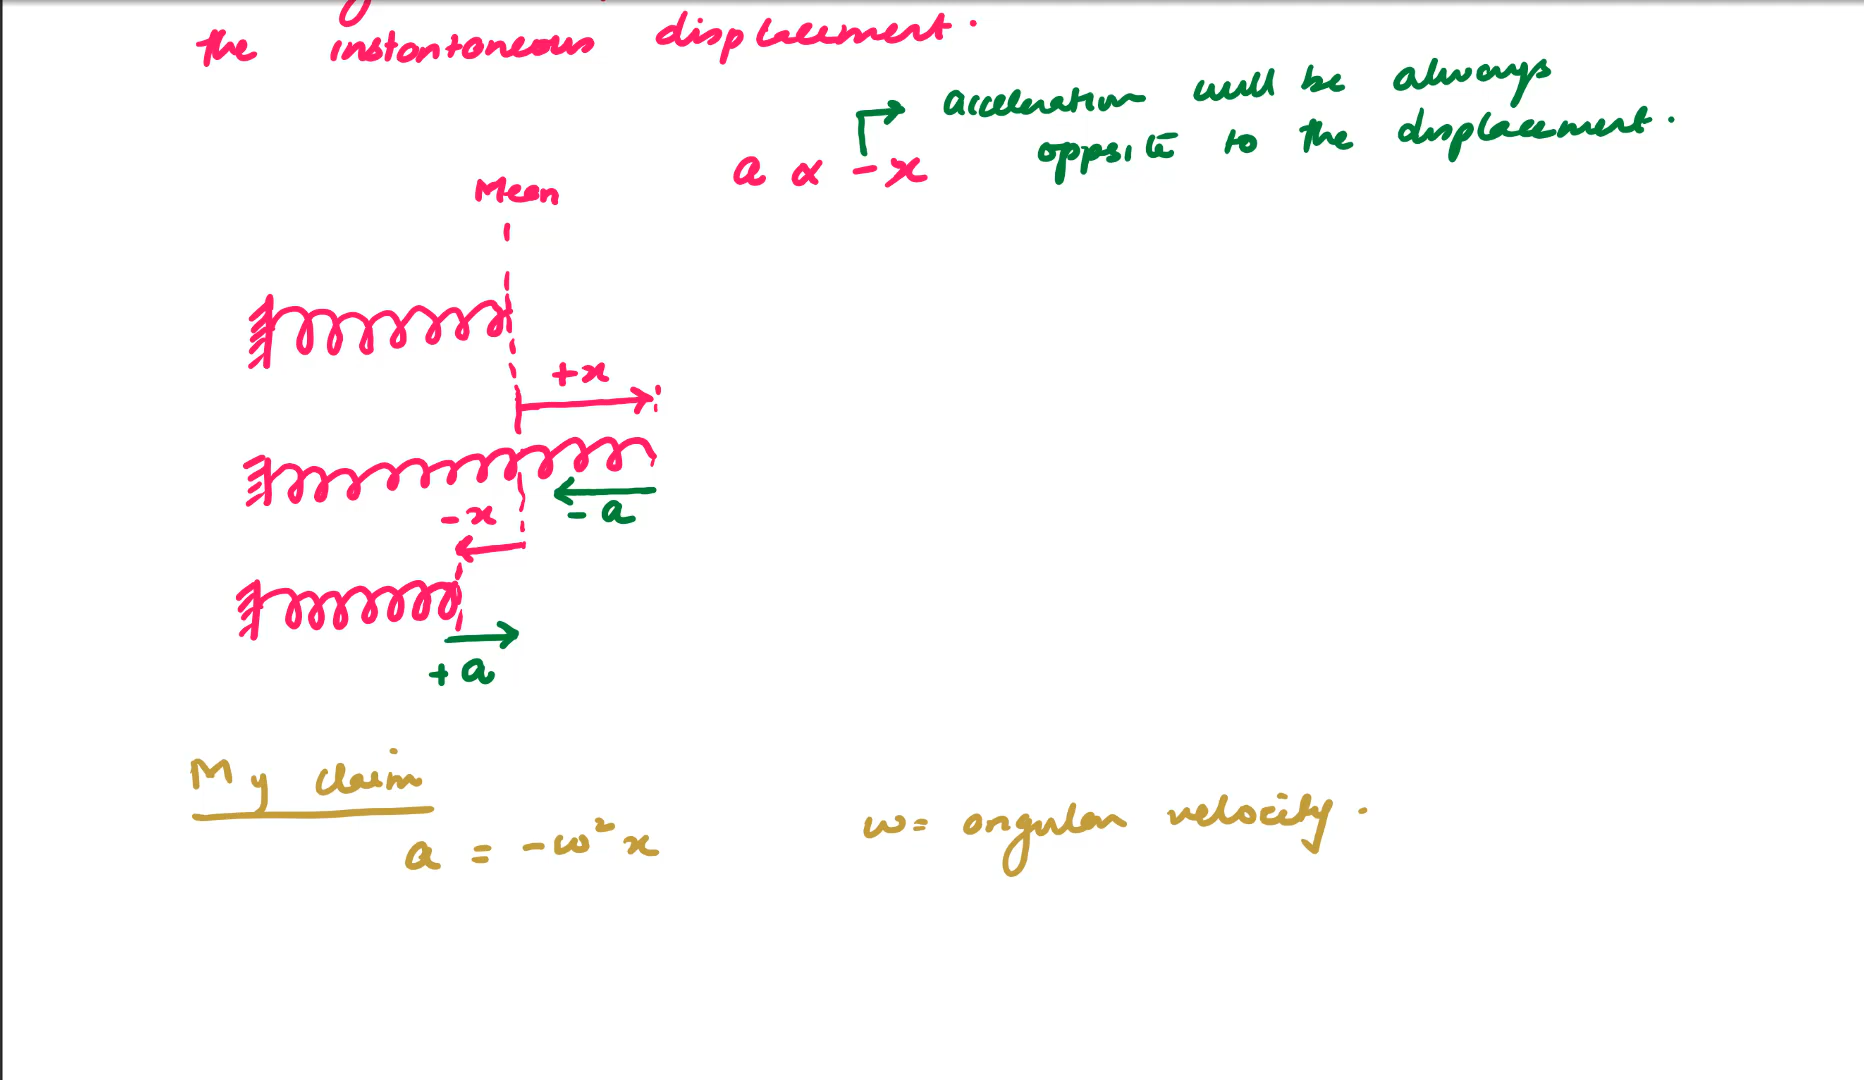 the instantaneous displacement.
acceleration will be always
opposite to the displacement.
a ∝ -x
Mean
+x
-a
-x
+a
My claim
a = -ω²x ω = angular velocity.